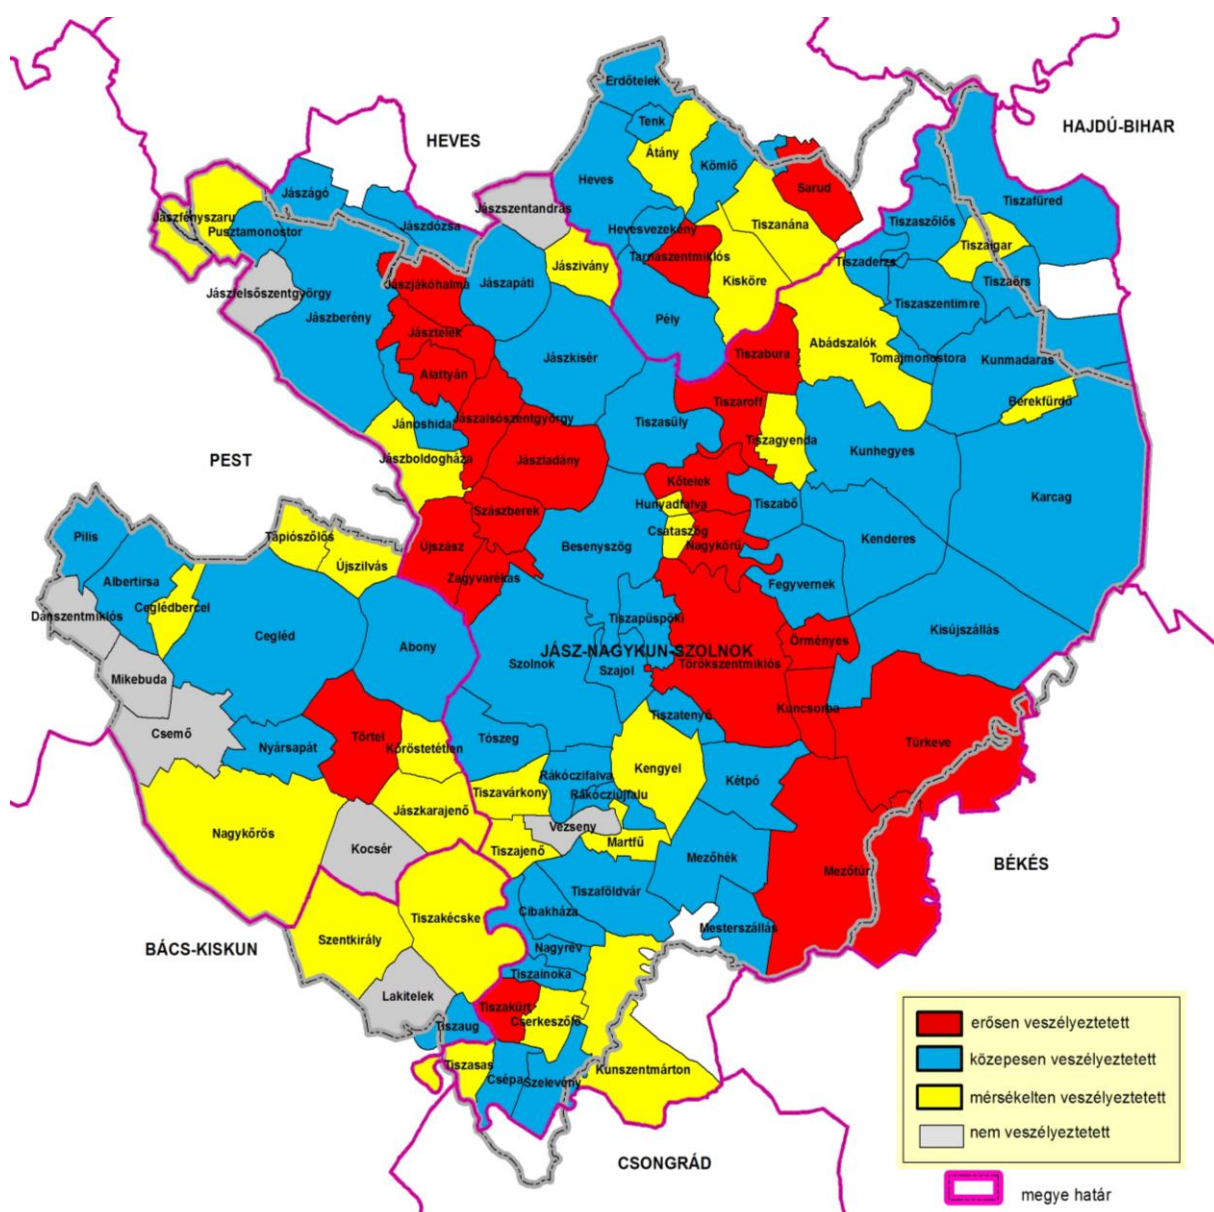 HAJDÚ-BIHAR
HEVES
Erdőtelek
Tenk
Átány
Kömlő
Heves
Sarud
Jászágó
Jászszentandrás
Tiszafüred
Jászfényszaru
Pusztamonostor
Jászdózsa
Hevesvezekény
Tiszanána
Tiszaszőlős
Tiszaigar
Tarnaszentmiklós
Jászivány
Tiszaderzs
Jászjákóhalma
Jászapáti
Kisköre
Tiszaörs
Jászfelsőszentgyörgy
Tiszaszentimre
Jászberény
Pély
Jásztelek
Abádszalók
Jászkisér
Tiszabura
Tomajmonostora
Kunmadaras
Alattyán
Tiszaroff
Berekfürdő
Jánoshida
Jászalsószentgyörgy
Tiszasüly
Tiszagyenda
Kunhegyes
PEST
Jászboldogháza
Jászladány
Kőtelek
Karcag
Hunyadfalva
Tiszabő
Szászberek
Csataszög
Pilis
Tápiószőlős
Újszász
Besenyszög
Nagykörű
Kenderes
Újszilvás
Albertirsa
Zagyvarékas
Fegyvernek
Ceglédbercel
Dánszentmiklós
Tiszapüspöki
Cegléd
Abony
Kisújszállás
Örményes
JÁSZ-NAGYKUN-SZOLNOK
Szolnok
Szajol
Törökszentmiklós
Mikebuda
Kuncsorba
Tiszatenyő
Csemő
Törtel
Tószeg
Túrkeve
Nyársapát
Kőröstetétlen
Kengyel
Rákóczifalva
Kétpó
Tiszavárkony
Rákócziújfalu
Jászkarajenő
Nagykőrös
Vezseny
Martfű
Kocsér
Tiszajenő
Mezőhék
BÉKÉS
Mezőtúr
Tiszaföldvár
Cibakháza
Tiszakécske
Mesterszállás
Szentkirály
BÁCS-KISKUN
Nagyrév
Tiszainoka
Lakitelek
Tiszakürt
Cserkeszőlő
Tiszaug
Tiszasas
Kunszentmárton
Csépa
Szelevény
CSONGRÁD
erősen veszélyeztetett
közepesen veszélyeztetett
mérsékelten veszélyeztetett
nem veszélyeztetett
megye határ